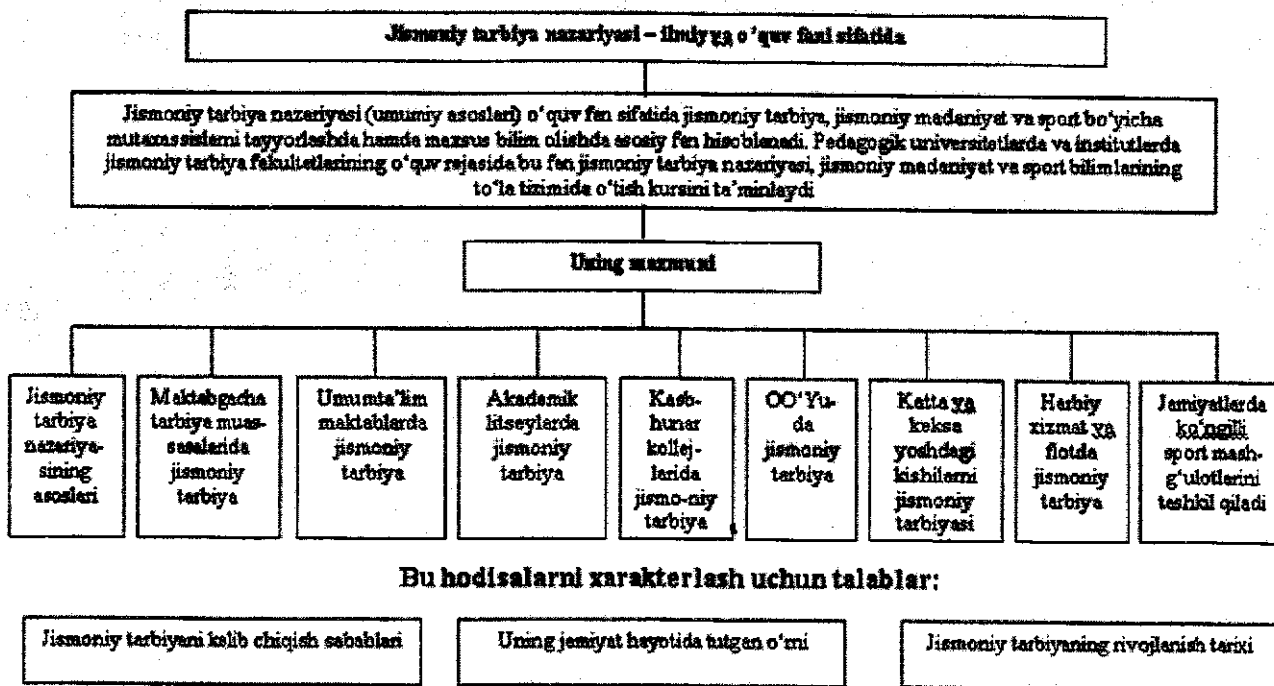 Jismoniy tarbiya nazariyasi – ilmiy va o‘quv fani sifatida
Jismoniy tarbiya nazariyasi (umumiy asoslari) o‘quv fan sifatida jismoniy tarbiya, jismoniy madaniyat va sport bo‘yicha
mutaxassislarni tayyorlashda hamda maxsus bilim olishda asosiy fan hisoblanadi. Pedagogik universitetlarda va institutlarda
jismoniy tarbiya fakultetlarining o‘quv rejasida bu fan jismoniy tarbiya nazariyasi, jismoniy madaniyat va sport bilimlarining
to‘la tizimida o‘tish kursini ta’minlaydi
Uning mazmuni
Jismoniy
tarbiya
nazariya-
sining
asoslari
Maktabgacha
tarbiya muas-
sasalarida
jismoniy
tarbiya
Umumta’lim
maktablarda
jismoniy
tarbiya
Akademik
litseylarda
jismoniy
tarbiya
Kasb-
hunar
kollej-
larida
jismo-niy
tarbiya
OO‘Yu-
da
jismoniy
tarbiya
Katta va
keksa
yoshdagi
kishilarni
jismoniy
tarbiyasi
Harbiy
xizmat va
flotda
jismoniy
tarbiya
Jamiyatlarda
ko‘ngilli
sport mash-
g‘ulotlarini
tashkil qiladi
Bu hodisalarni xarakterlash uchun talablar:
Jismoniy tarbiyani kelib chiqish sabablari
Uning jamiyat hayotida tutgan o‘rni
Jismoniy tarbiyaning rivojlanish tarixi